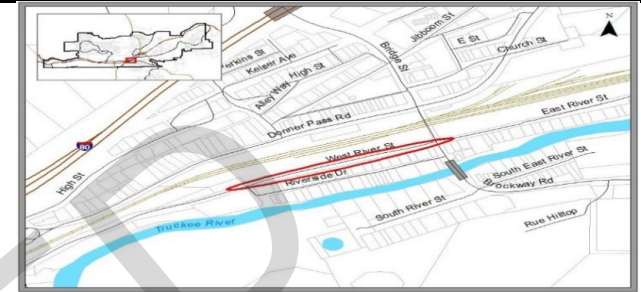 Jibboom St
N
Bridge St
E St
Church St
Perkins St
Keiser Ave
High St
Alley Way
Donner Pass Rd
East River St
West River St
80
High St
Riverside Dr
South East River St
Brockway Rd
South River St
Truckee River
Rue Hilltop